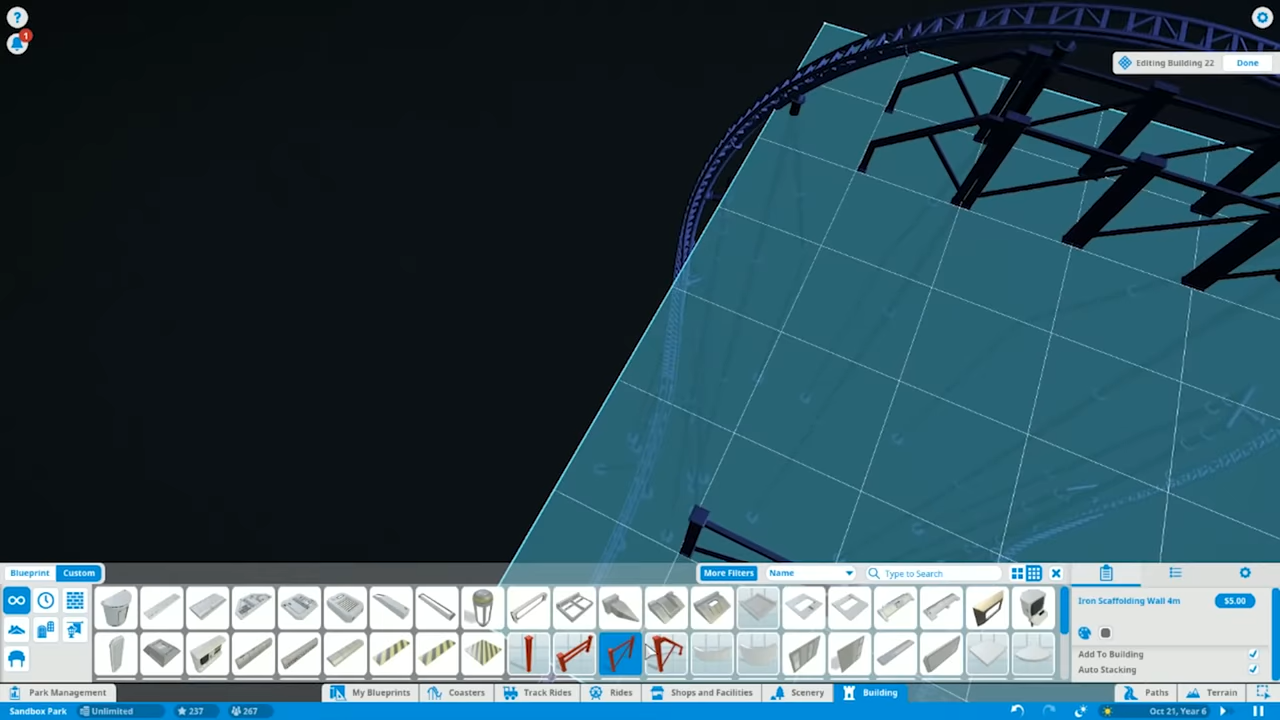 ?
1
Editing Building 22 Done
Blueprint Custom More Filters Name Type to Search
Iron Scaffolding Wall 4m $5.00
Add To Building
Auto Stacking
Park Management My Blueprints Coasters Track Rides Rides Shops and Facilities Scenery Building Paths Terrain
Sandbox Park Unlimited 237 267 Oct 21, Year 6